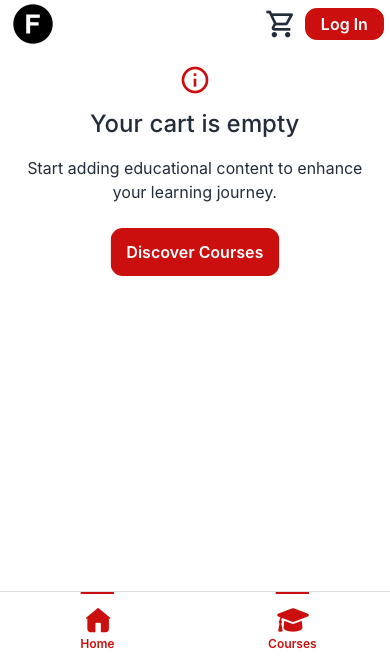 F
Log In
Your cart is empty
Start adding educational content to enhance
your learning journey.
Discover Courses
Home
Courses